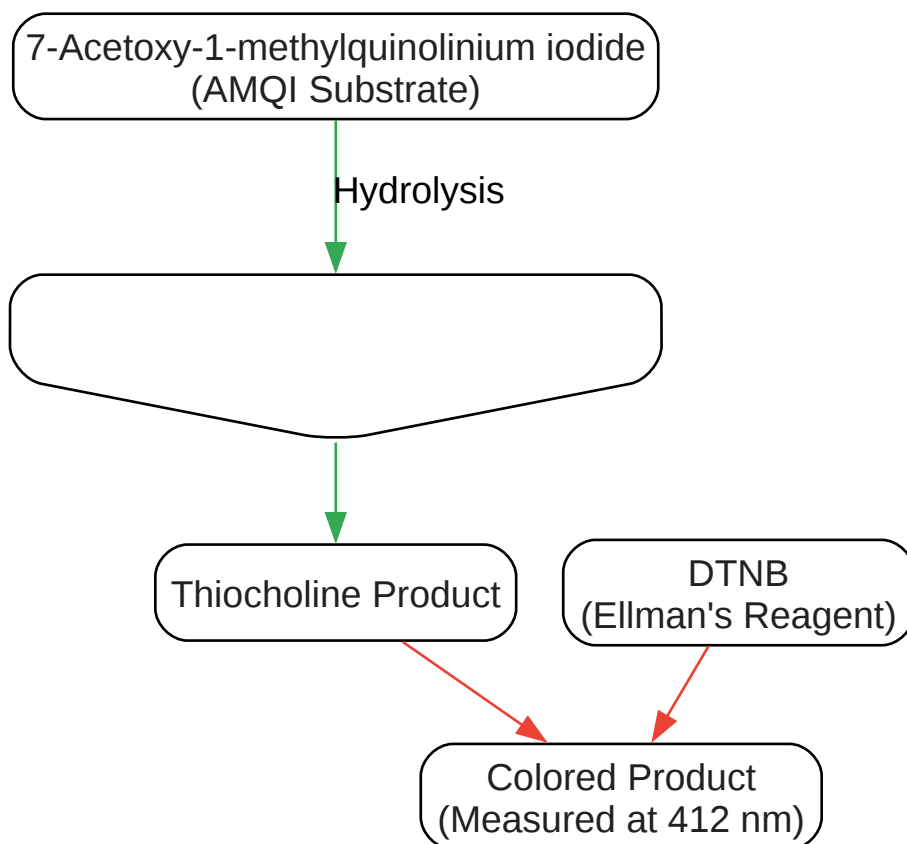 7-Acetoxy-1-methylquinolinium iodide
(AMQI Substrate)
Hydrolysis
Thiocholine Product
DTNB
(Ellman's Reagent)
Colored Product
(Measured at 412 nm)